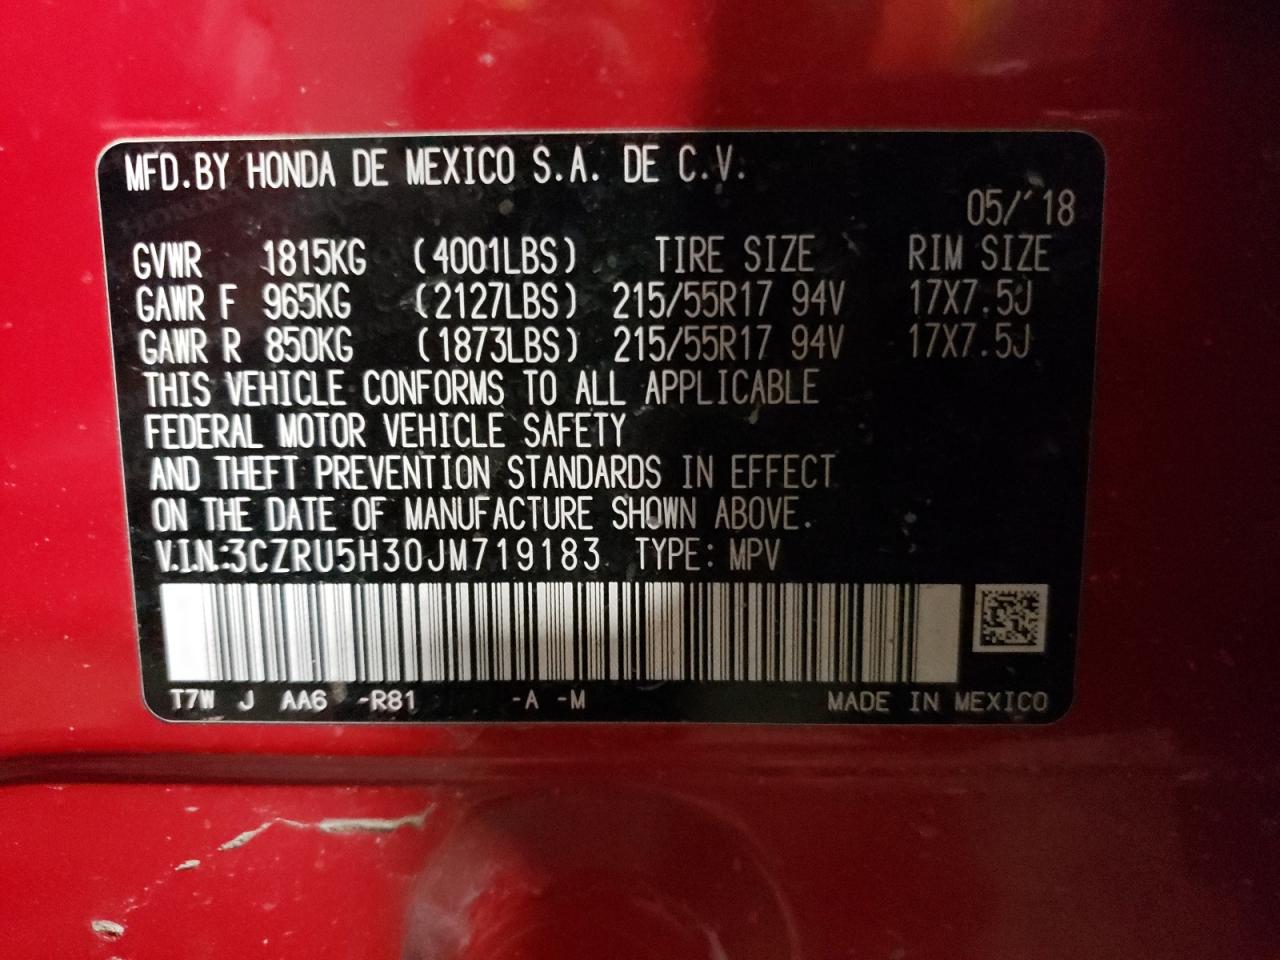 MFD.BY HONDA DE MEXICO S.A. DE C.V.
05/'18
GVWR 1815KG (4001LBS) TIRE SIZE RIM SIZE
GAWR F 965KG (2127LBS) 215/55R17 94V 17X7.5J
GAWR R 850KG (1873LBS) 215/55R17 94V 17X7.5J
THIS VEHICLE CONFORMS TO ALL APPLICABLE
FEDERAL MOTOR VEHICLE SAFETY
AND THEFT PREVENTION STANDARDS IN EFFECT
ON THE DATE OF MANUFACTURE SHOWN ABOVE.
V.I.N.:3CZRU5H30JM719183 TYPE: MPV
T7W J AA6 -R81 -A -M MADE IN MEXICO